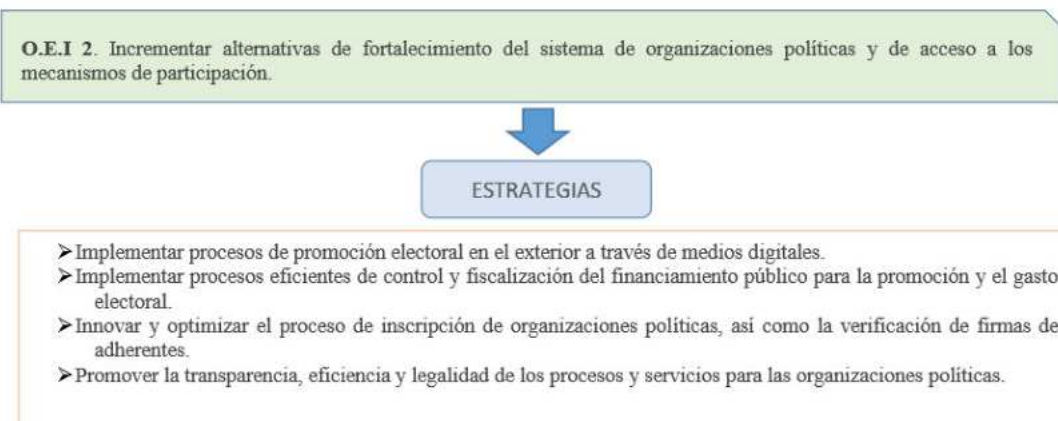 O.E.I 2. Incrementar alternativas de fortalecimiento del sistema de organizaciones políticas y de acceso a los
mecanismos de participación.
ESTRATEGIAS
➢Implementar procesos de promoción electoral en el exterior a través de medios digitales.
➢Implementar procesos eficientes de control y fiscalización del financiamiento público para la promoción y el gasto
electoral.
➢Innovar y optimizar el proceso de inscripción de organizaciones políticas, así como la verificación de firmas de
adherentes.
➢Promover la transparencia, eficiencia y legalidad de los procesos y servicios para las organizaciones políticas.